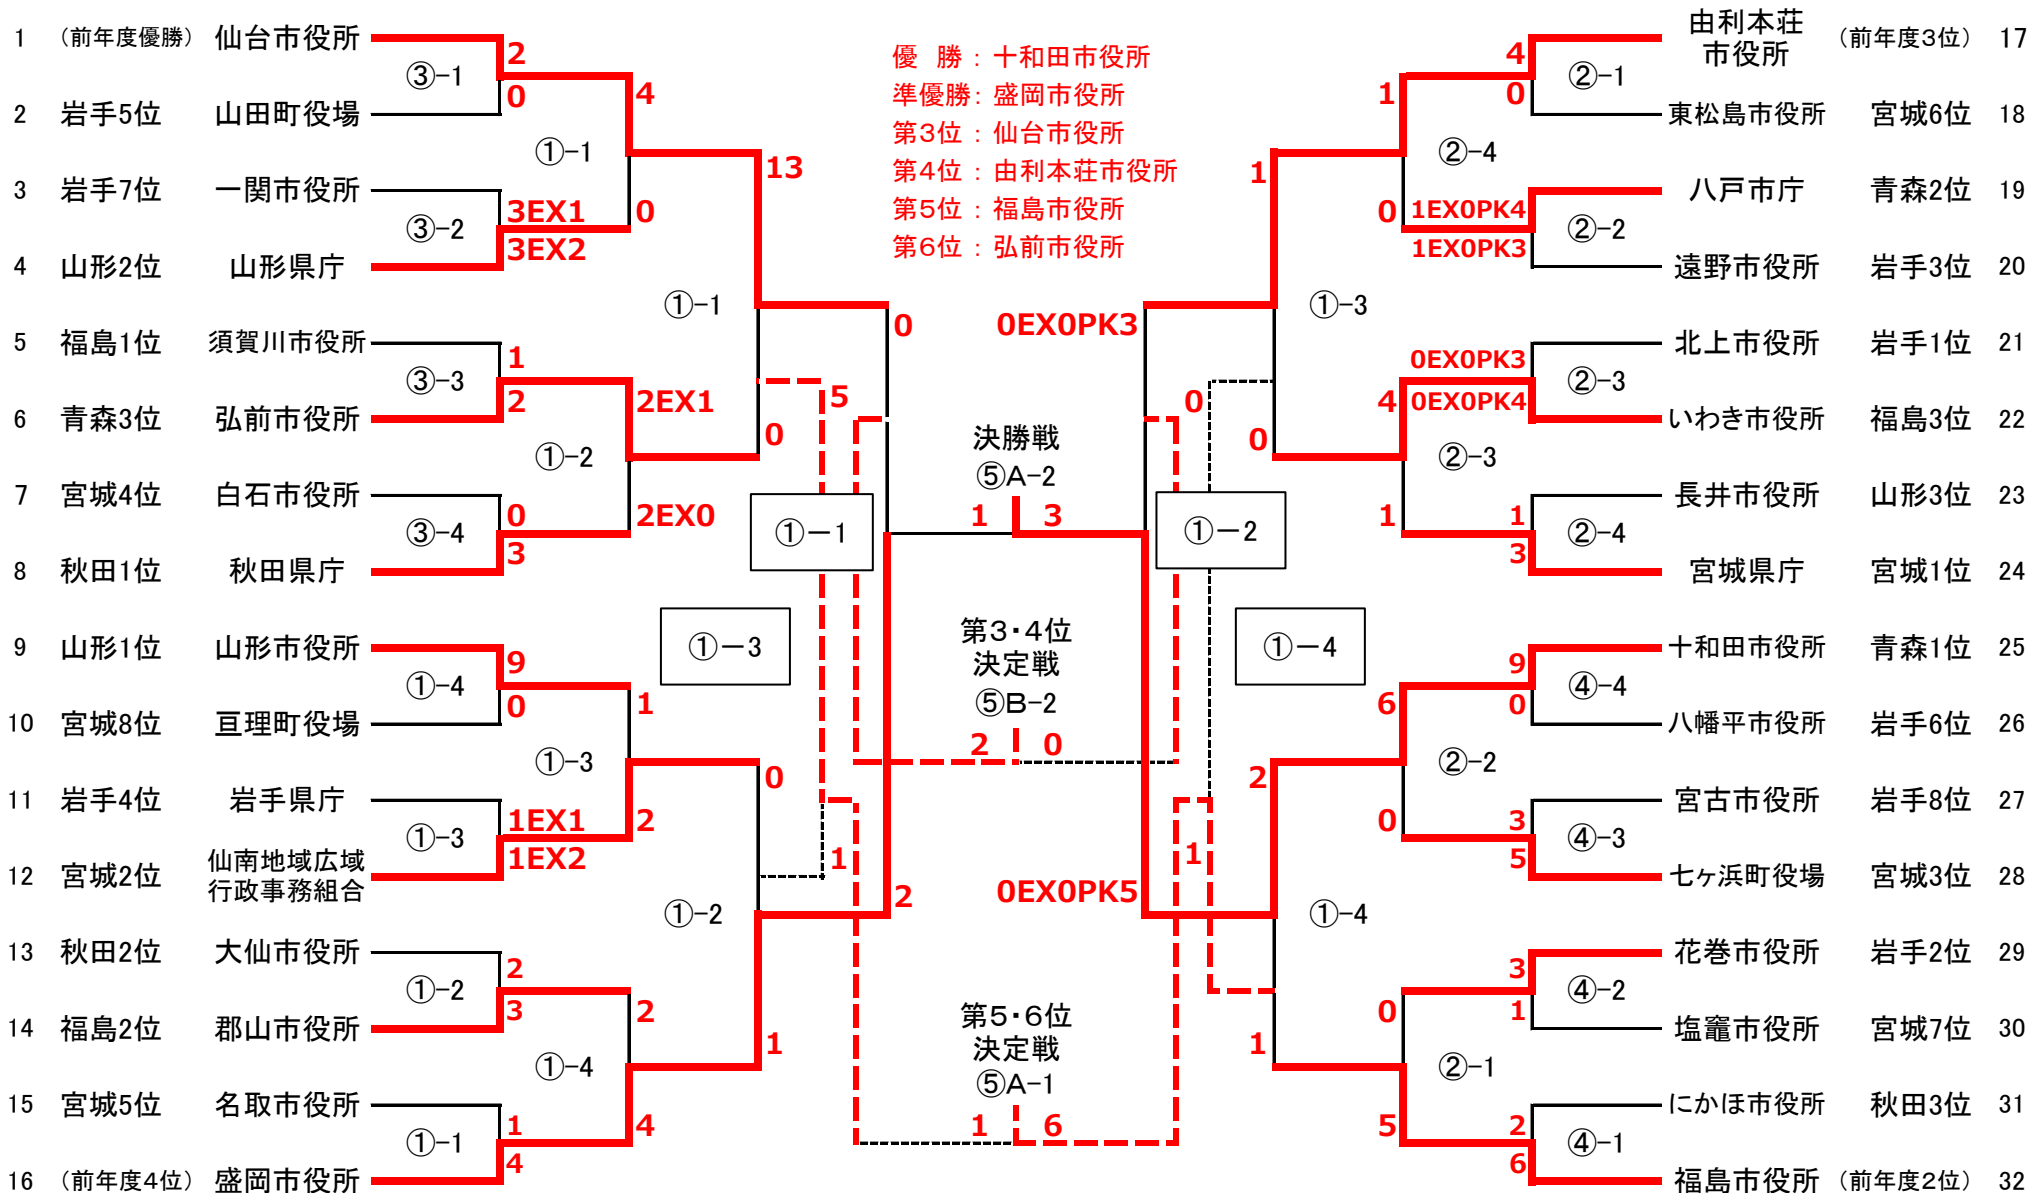 1 （前年度優勝） 仙台市役所
2
③-1
0
2 岩手5位 山田町役場
4
①-1
3 岩手7位 一関市役所
3EX1
③-2
3EX2
0
4 山形2位 山形県庁
13
①-1
5 福島1位 須賀川市役所
1
③-3
2
6 青森3位 弘前市役所
2EX1
①-2
2EX0
7 宮城4位 白石市役所
0
③-4
3
8 秋田1位 秋田県庁
0
0
5
①－1
①－3
9 山形1位 山形市役所
9
①-4
0
10 宮城8位 亘理町役場
1
①-3
2
11 岩手4位 岩手県庁
1EX1
①-3
1EX2
12 宮城2位 仙南地域広域
行政事務組合
0
1
①-2
2
13 秋田2位 大仙市役所
2
①-2
3
14 福島2位 郡山市役所
2
①-4
4
1
15 宮城5位 名取市役所
1
①-1
4
16 （前年度4位） 盛岡市役所
優 勝：十和田市役所
準優勝：盛岡市役所
第3位：仙台市役所
第4位：由利本荘市役所
第5位：福島市役所
第6位：弘前市役所
0EX0PK3
決勝戦
⑤A-2
1 3
第3・4位
決定戦
⑤B-2
2 0
0EX0PK5
第5・6位
決定戦
⑤A-1
1 6
由利本荘
市役所 （前年度3位） 17
4
②-1
0
東松島市役所 宮城6位 18
1
②-4
0
八戸市庁 青森2位 19
1EX0PK4
②-2
1EX0PK3
遠野市役所 岩手3位 20
1
①-3
0
0
北上市役所 岩手1位 21
0EX0PK3
②-3
0EX0PK4
いわき市役所 福島3位 22
4
②-3
1
長井市役所 山形3位 23
1
②-4
3
宮城県庁 宮城1位 24
①－2
①－4
十和田市役所 青森1位 25
9
④-4
0
八幡平市役所 岩手6位 26
6
②-2
0
宮古市役所 岩手8位 27
3
④-3
5
七ヶ浜町役場 宮城3位 28
2
1
①-4
1
花巻市役所 岩手2位 29
3
④-2
1
塩竈市役所 宮城7位 30
0
②-1
5
にかほ市役所 秋田3位 31
2
④-1
6
福島市役所 （前年度2位） 32